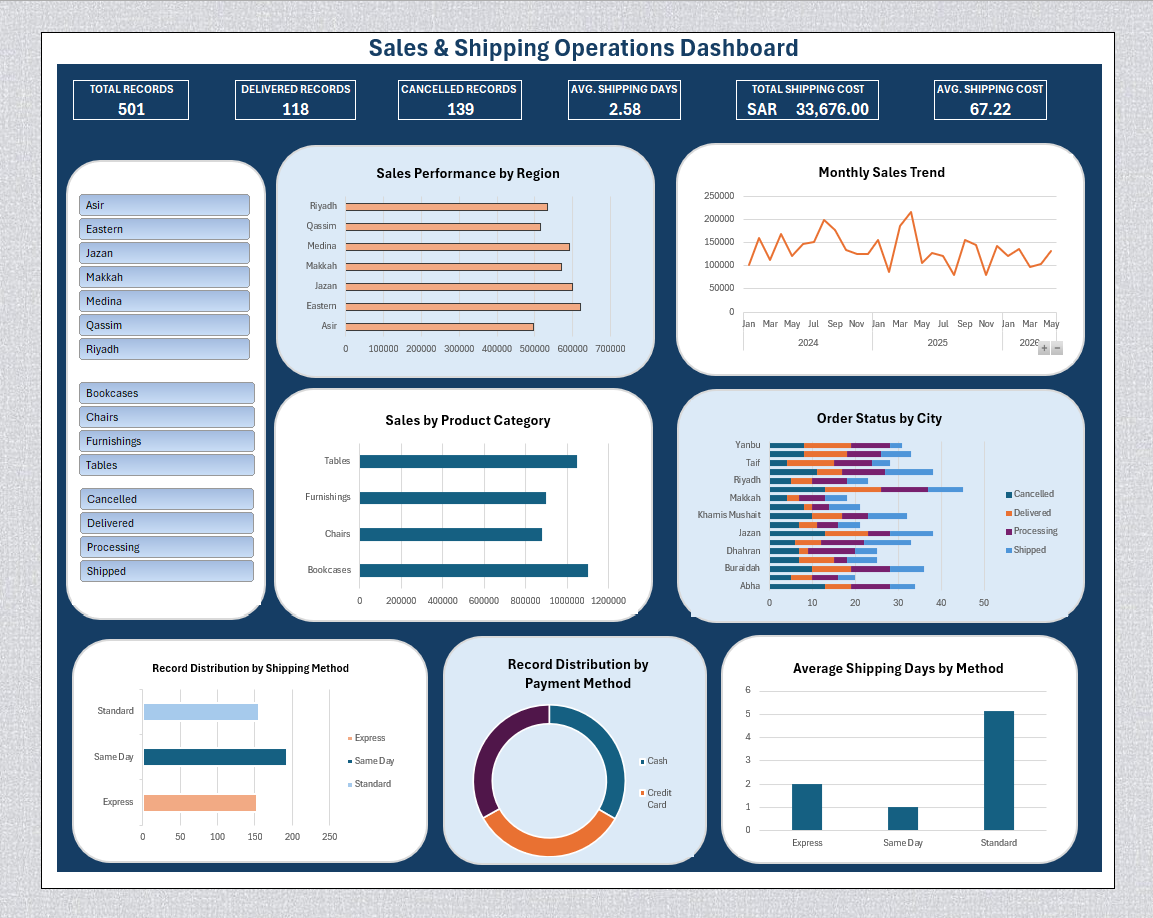 Sales & Shipping Operations Dashboard
TOTAL RECORDS
501
DELIVERED RECORDS
118
CANCELLED RECORDS
139
AVG. SHIPPING DAYS
2.58
TOTAL SHIPPING COST
SAR 33,676.00
AVG. SHIPPING COST
67.22
Asir
Eastern
Jazan
Makkah
Medina
Qassim
Riyadh
Bookcases
Chairs
Furnishings
Tables
Cancelled
Delivered
Processing
Shipped
Sales Performance by Region
Riyadh
Qassim
Medina
Makkah
Jazan
Eastern
Asir
0 100000 200000 300000 400000 500000 600000 700000
Monthly Sales Trend
250000
200000
150000
100000
50000
0
Jan Mar May Jul Sep Nov Jan Mar May Jul Sep Nov Jan Mar May
2024 2025 2026
+ −
Sales by Product Category
Tables
Furnishings
Chairs
Bookcases
0 200000 400000 600000 800000 1000000 1200000
Order Status by City
Yanbu
Taif
Riyadh
Makkah
Khamis Mushait
Jazan
Dhahran
Buraidah
Abha
0 10 20 30 40 50
Cancelled
Delivered
Processing
Shipped
Record Distribution by Shipping Method
Standard
Same Day
Express
0 50 100 150 200 250
Express
Same Day
Standard
Record Distribution by
Payment Method
Cash
Credit
Card
Average Shipping Days by Method
6
5
4
3
2
1
0
Express Same Day Standard